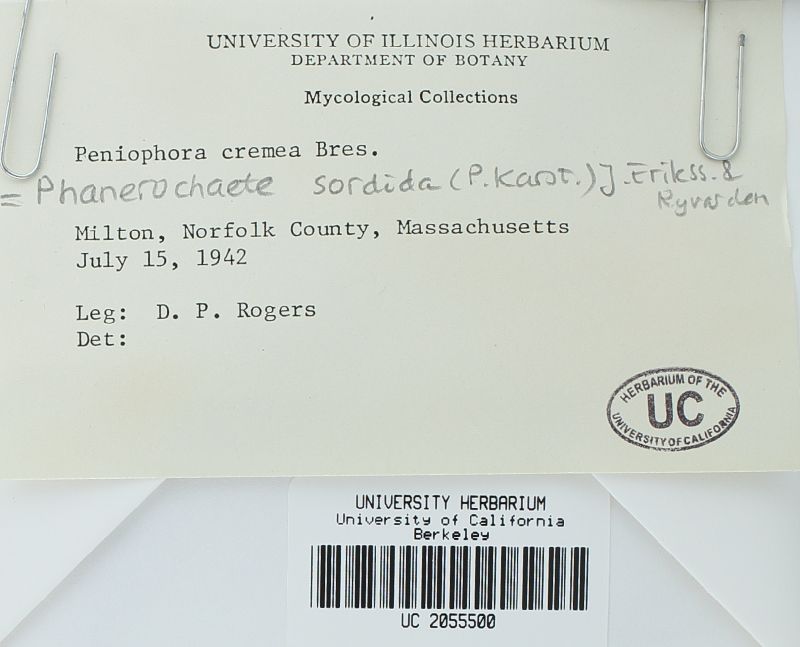 UNIVERSITY OF ILLINOIS HERBARIUM
DEPARTMENT OF BOTANY
Mycological Collections
Peniophora cremea Bres.
= Phanerochaete sordida (P. Karst.) J. Erikss. &
Ryvarden
Milton, Norfolk County, Massachusetts
July 15, 1942
Leg: D. P. Rogers
Det:
HERBARIUM OF THE
UC
UNIVERSITY OF CALIFORNIA
UNIVERSITY HERBARIUM
University of California
Berkeley
UC 2055500